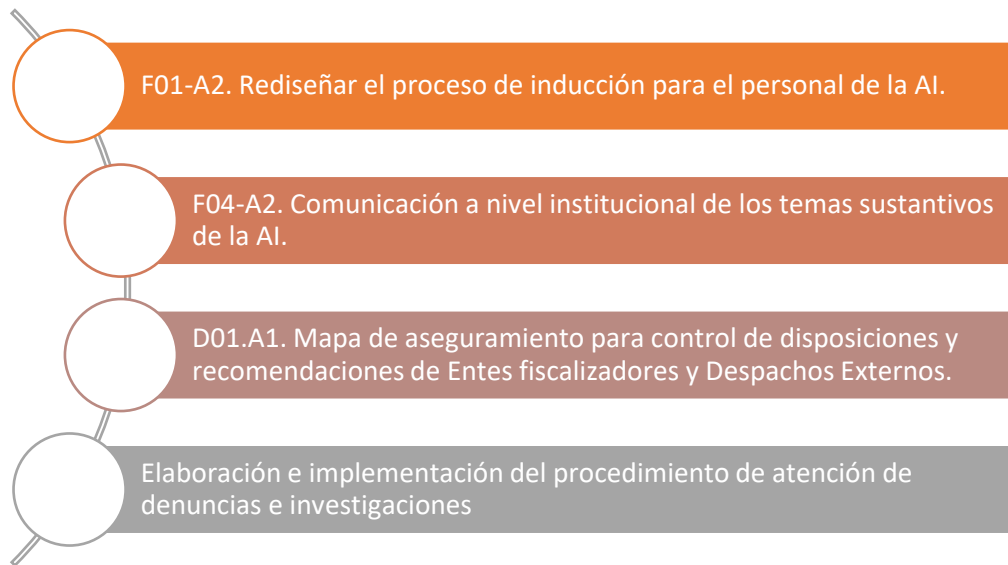 F01-A2. Rediseñar el proceso de inducción para el personal de la AI.
F04-A2. Comunicación a nivel institucional de los temas sustantivos
de la AI.
D01.A1. Mapa de aseguramiento para control de disposiciones y
recomendaciones de Entes fiscalizadores y Despachos Externos.
Elaboración e implementación del procedimiento de atención de
denuncias e investigaciones